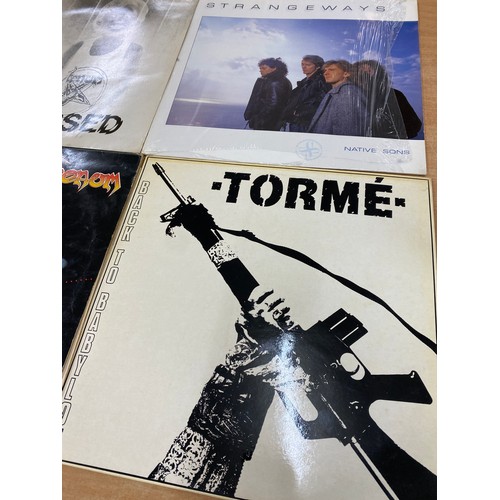 STRANGEWAYS
SED
NATIVE SONS
·TORMÉ·
BACK TO BABYLO